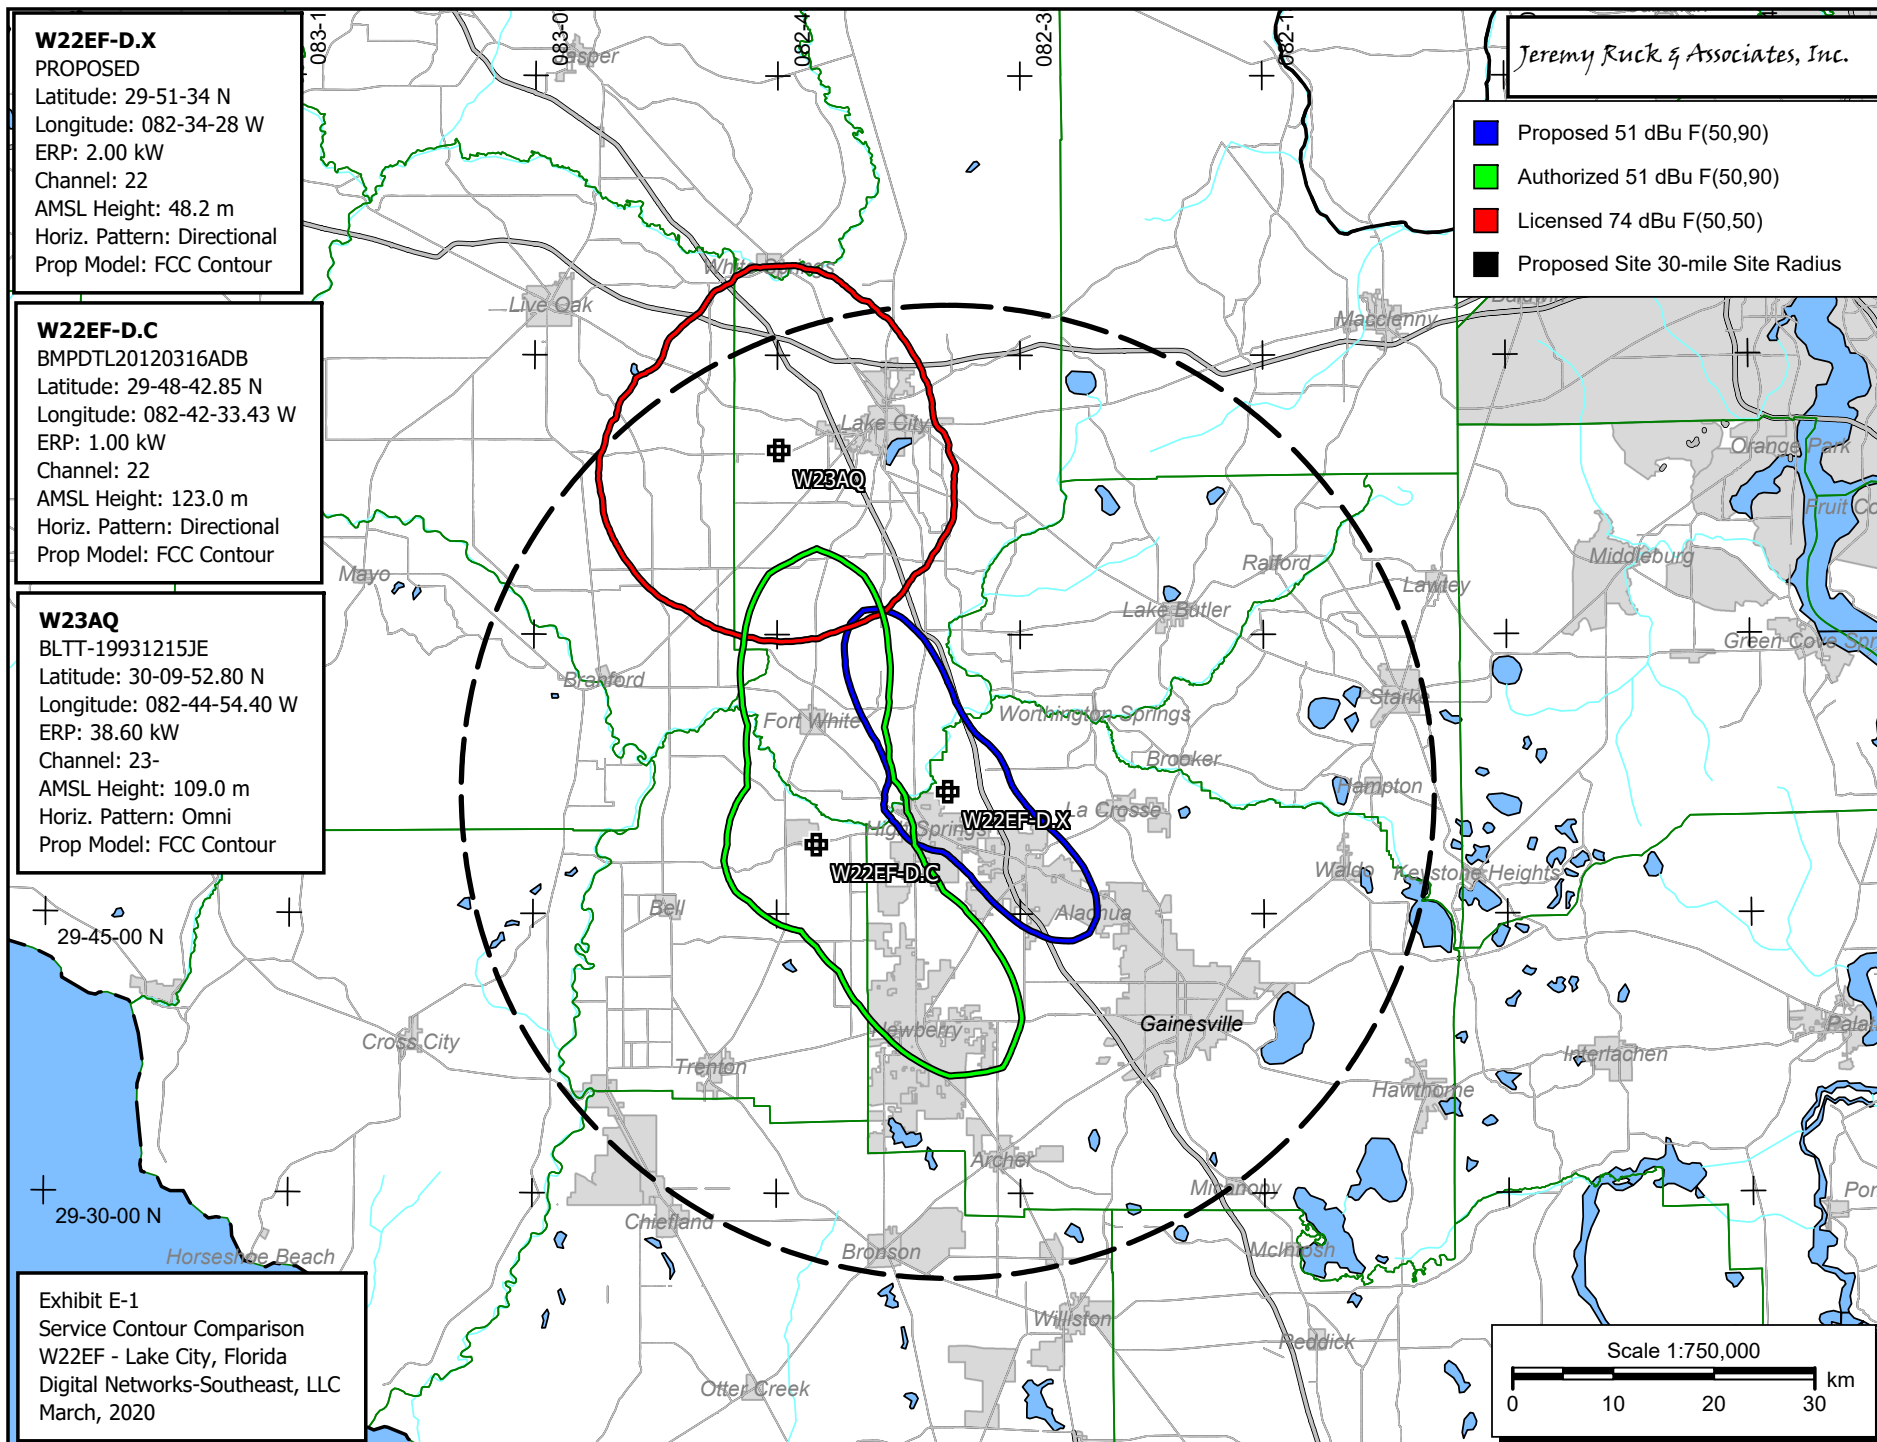 W22EF-D.X
PROPOSED
Latitude: 29-51-34 N
Longitude: 082-34-28 W
ERP: 2.00 kW
Channel: 22
AMSL Height: 48.2 m
Horiz. Pattern: Directional
Prop Model: FCC Contour
W22EF-D.C
BMPDTL20120316ADB
Latitude: 29-48-42.85 N
Longitude: 082-42-33.43 W
ERP: 1.00 kW
Channel: 22
AMSL Height: 123.0 m
Horiz. Pattern: Directional
Prop Model: FCC Contour
W23AQ
BLTT-19931215JE
Latitude: 30-09-52.80 N
Longitude: 082-44-54.40 W
ERP: 38.60 kW
Channel: 23-
AMSL Height: 109.0 m
Horiz. Pattern: Omni
Prop Model: FCC Contour
Jeremy Ruck & Associates, Inc.
Proposed 51 dBu F(50,90)
Authorized 51 dBu F(50,90)
Licensed 74 dBu F(50,50)
Proposed Site 30-mile Site Radius
083-1
083-0
082-4
082-3
082-1
White Springs
Live Oak
Macclenny
Lake City
W23AQ
Orange Park
Fruit Co
Middleburg
Mayo
Raiford
Lawtey
Lake Butler
Green Cove Spr
Branford
Starke
Fort White
Worthington Springs
Brooker
Hampton
La Crosse
W22EF-D.X
High Springs
W22EF-D.C
Waldo
Keystone Heights
Bell
Alachua
29-45-00 N
Gainesville
Newberry
Cross City
Trenton
Interlachen
Palat
Hawthorne
Archer
Micanopy
29-30-00 N
Chiefland
Bronson
McIntosh
Por
Horseshoe Beach
Williston
Reddick
Otter Creek
Exhibit E-1
Service Contour Comparison
W22EF - Lake City, Florida
Digital Networks-Southeast, LLC
March, 2020
Scale 1:750,000
km
0 10 20 30